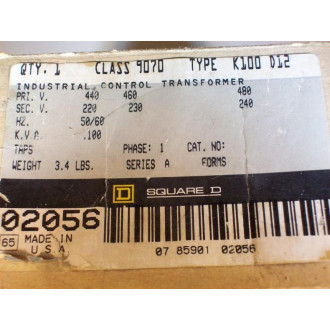 QTY. 1 CLASS 9070 TYPE K100 D12
INDUSTRIAL CONTROL TRANSFORMER
PRI. V. 440 460 480
SEC. V. 220 230 240
HZ. 50/60
K.V.A .100
TAPS PHASE: 1 CAT. NO:
WEIGHT 3.4 LBS. SERIES A FORMS
D SQUARE D
02056
65 MADE IN
U.S.A.
07 85901 02056